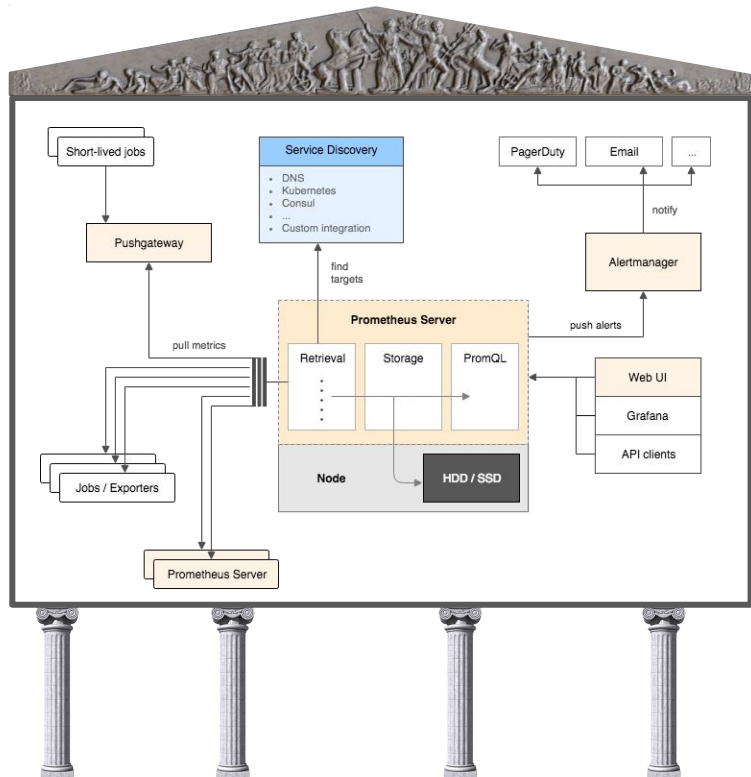 Short-lived jobs
Service Discovery
• DNS
• Kubernetes
• Consul
• ...
• Custom integration
PagerDuty
Email
...
notify
Pushgateway
Alertmanager
find
targets
Prometheus Server
push alerts
pull metrics
Retrieval
Storage
PromQL
Web UI
Grafana
API clients
Jobs / Exporters
Node
HDD / SSD
Prometheus Server